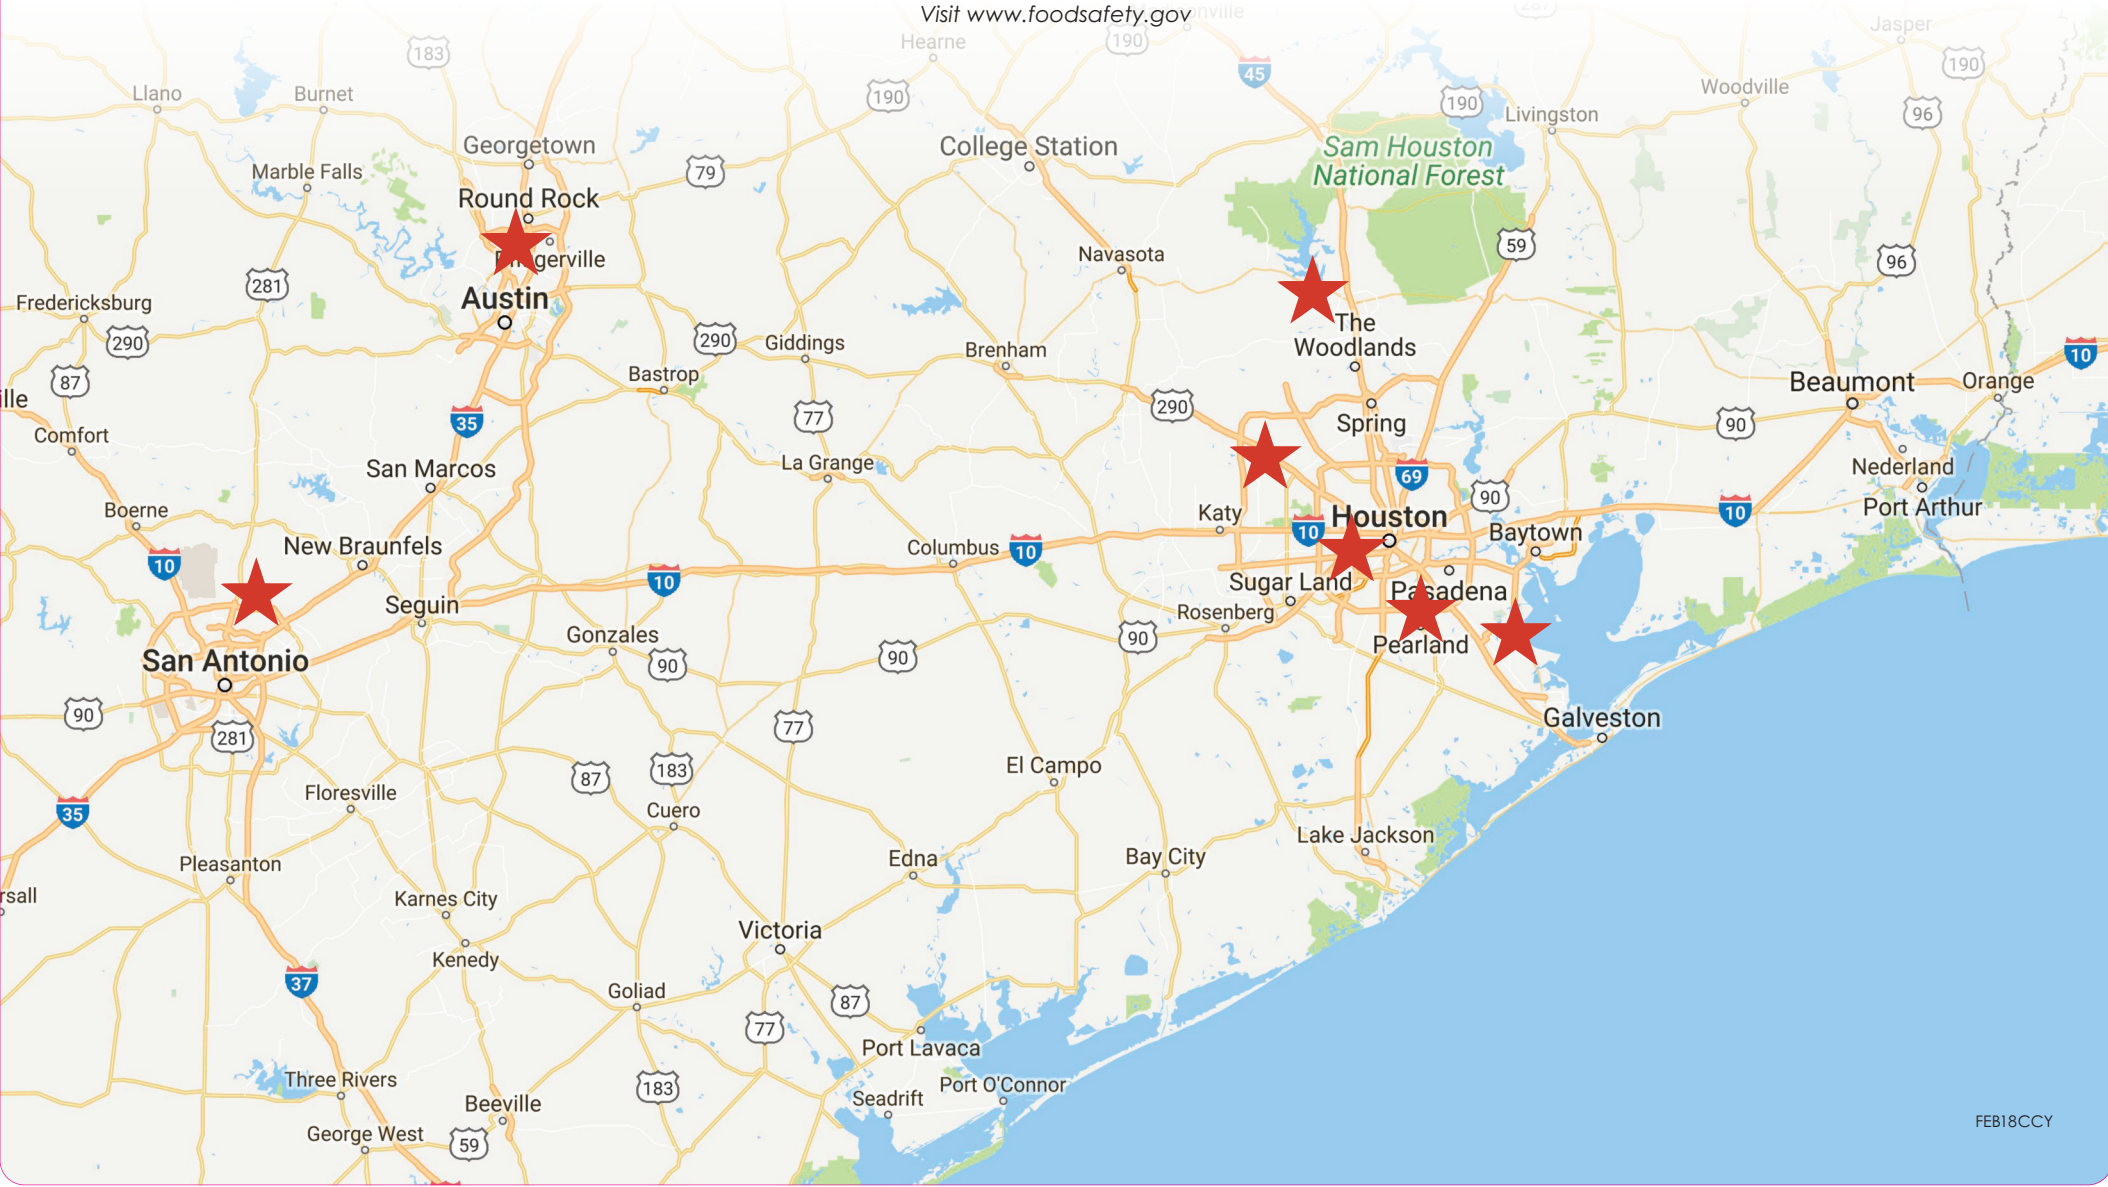 Visit www.foodsafety.gov
287
Jasper
Hearne
190
183
190
45
Llano
Burnet
190
190
Livingston
Woodville
96
Georgetown
College Station
Sam Houston
National Forest
Marble Falls
79
Round Rock
59
gerville
Navasota
96
281
Austin
Fredericksburg
290
290
Giddings
The
Woodlands
Brenham
10
87
Bastrop
Beaumont
Orange
ille
290
77
35
Spring
90
Comfort
La Grange
San Marcos
69
Nederland
90
Port Arthur
Boerne
Katy
10
Houston
10
Baytown
New Braunfels
Columbus
10
10
10
Sugar Land
Pasadena
Seguin
Rosenberg
Gonzales
90
Pearland
San Antonio
90
90
90
77
Galveston
281
El Campo
87
183
Floresville
35
Cuero
Lake Jackson
Pleasanton
Edna
Bay City
rsall
Karnes City
Victoria
Kenedy
37
Goliad
87
77
Port Lavaca
Three Rivers
183
Port O'Connor
Beeville
Seadrift
George West
59
FEB18CCY